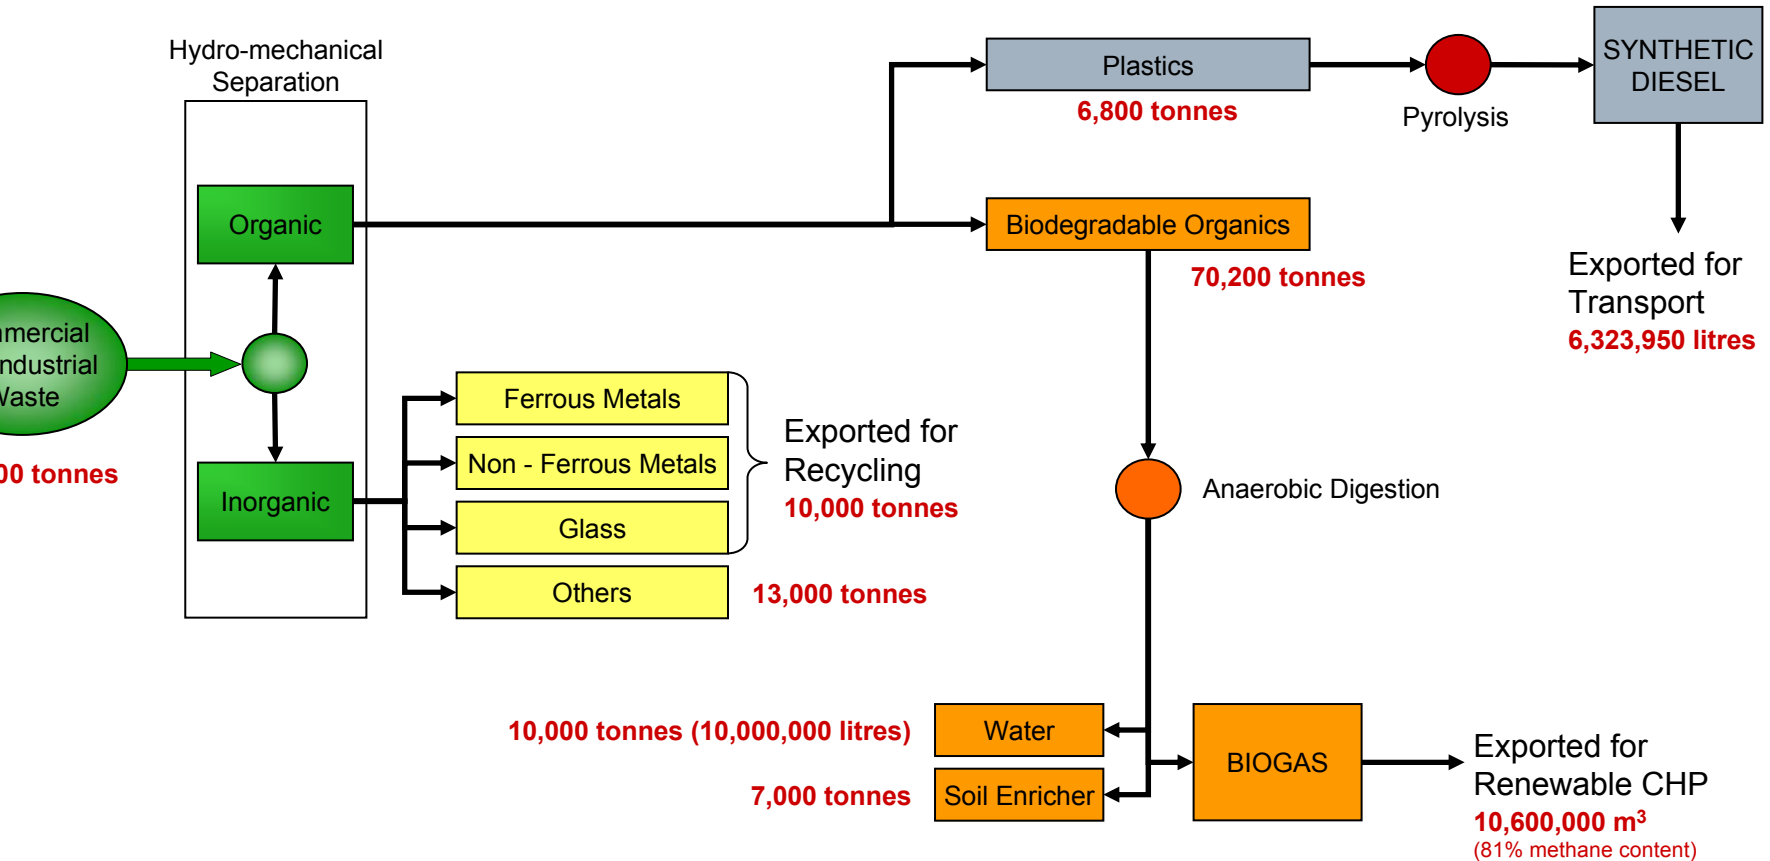 Hydro-mechanical
Separation
Plastics
6,800 tonnes
Pyrolysis
SYNTHETIC
DIESEL
Organic
Biodegradable Organics
70,200 tonnes
Exported for
Transport
6,323,950 litres
mmercial
ndustrial
Waste
00 tonnes
Inorganic
Ferrous Metals
Non - Ferrous Metals
Glass
Others
Exported for
Recycling
10,000 tonnes
13,000 tonnes
Anaerobic Digestion
10,000 tonnes (10,000,000 litres)
Water
7,000 tonnes
Soil Enricher
BIOGAS
Exported for
Renewable CHP
10,600,000 m³
(81% methane content)